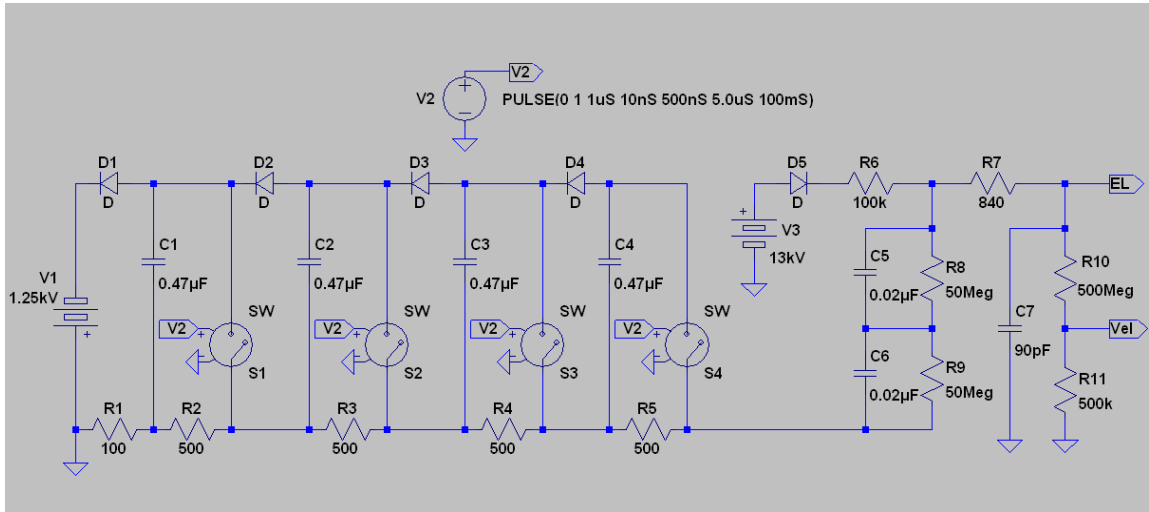 V2
V2
PULSE(0 1 1uS 10nS 500nS 5.0uS 100mS)
D1
D2
D3
D4
D5
R6
R7
D
D
D
D
D
100k
840
EL
+
V3
13kV
C1
C2
C3
C4
0.47µF
0.47µF
0.47µF
0.47µF
V1
1.25kV
+
C5
R8
0.02µF
50Meg
R10
500Meg
SW
SW
SW
SW
V2
V2
V2
V2
C7
90pF
Vel
S1
S2
S3
S4
C6
R9
0.02µF
50Meg
R11
500k
R1
R2
R3
R4
R5
100
500
500
500
500